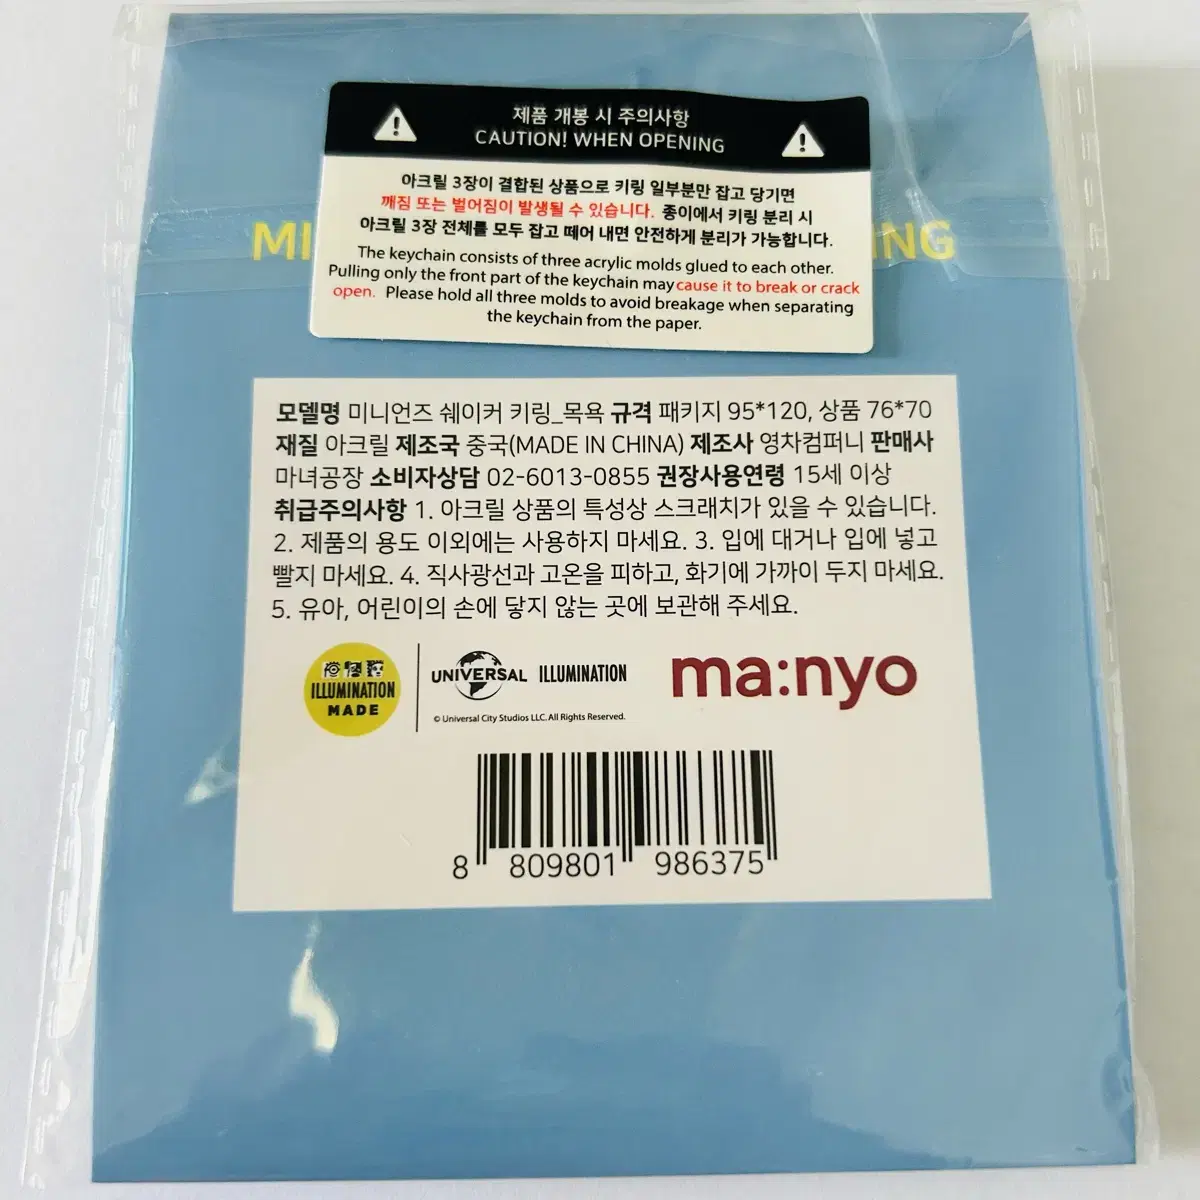 제품 개봉 시 주의사항
CAUTION! WHEN OPENING
아크릴 3장이 결합된 상품으로 키링 일부분만 잡고 당기면
깨짐 또는 벌어짐이 발생될 수 있습니다. 종이에서 키링 분리 시
아크릴 3장 전체를 모두 잡고 떼어 내면 안전하게 분리가 가능합니다.
The keychain consists of three acrylic molds glued to each other.
Pulling only the front part of the keychain may cause it to break or crack
open. Please hold all three molds to avoid breakage when separating
the keychain from the paper.
모델명 미니언즈 쉐이커 키링_목욕 규격 패키지 95*120, 상품 76*70
재질 아크릴 제조국 중국(MADE IN CHINA) 제조사 영차컴퍼니 판매사
마녀공장 소비자상담 02-6013-0855 권장사용연령 15세 이상
취급주의사항 1. 아크릴 상품의 특성상 스크래치가 있을 수 있습니다.
2. 제품의 용도 이외에는 사용하지 마세요. 3. 입에 대거나 입에 넣고
빨지 마세요. 4. 직사광선과 고온을 피하고, 화기에 가까이 두지 마세요.
5. 유아, 어린이의 손에 닿지 않는 곳에 보관해 주세요.
ILLUMINATION
MADE
UNIVERSAL ILLUMINATION
© Universal City Studios LLC. All Rights Reserved.
ma:nyo
8 809801 986375